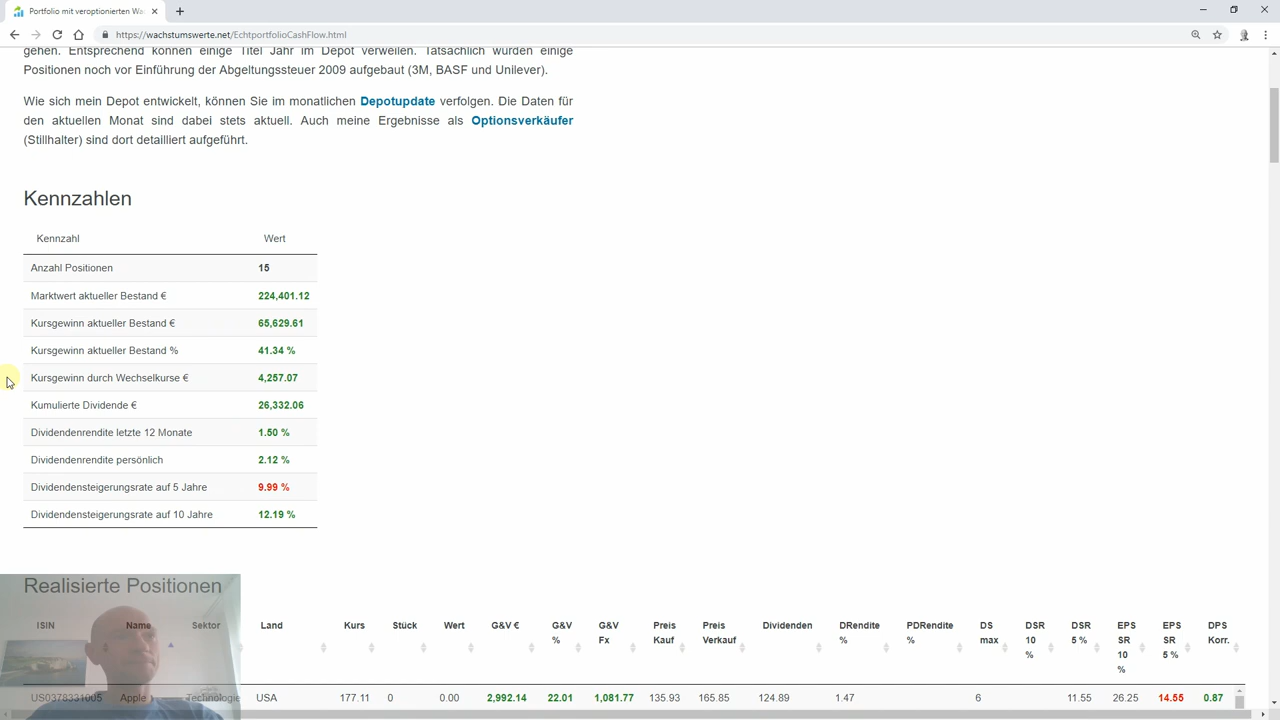 Portfolio mit veroptionierten Wa
https://wachstumswerte.net/EchtportfolioCashFlow.html
gehen. Entsprechend können einige Titel Jahr im Depot verweilen. Tatsächlich wurden einige
Positionen noch vor Einführung der Abgeltungssteuer 2009 aufgebaut (3M, BASF und Unilever).
Wie sich mein Depot entwickelt, können Sie im monatlichen Depotupdate verfolgen. Die Daten für
den aktuellen Monat sind dabei stets aktuell. Auch meine Ergebnisse als Optionsverkäufer
(Stillhalter) sind dort detailliert aufgeführt.
Kennzahlen
Kennzahl Wert
Anzahl Positionen 15
Marktwert aktueller Bestand € 224,401.12
Kursgewinn aktueller Bestand € 65,629.61
Kursgewinn aktueller Bestand % 41.34 %
Kursgewinn durch Wechselkurse € 4,257.07
Kumulierte Dividende € 26,332.06
Dividendenrendite letzte 12 Monate 1.50 %
Dividendenrendite persönlich 2.12 %
Dividendensteigerungsrate auf 5 Jahre 9.99 %
Dividendensteigerungsrate auf 10 Jahre 12.19 %
Realisierte Positionen
ISIN Name Sektor Land Kurs Stück Wert G&V € G&V G&V Preis Preis Dividenden DRendite PDRendite DS DSR DSR EPS EPS DPS
% Fx Kauf Verkauf % % max 10 5 % SR SR Korr.
% 10 5 %
%
US0378331005 Apple Technologie USA 177.11 0 0.00 2,992.14 22.01 1,081.77 135.93 165.85 124.89 1.47 6 11.55 26.25 14.55 0.87